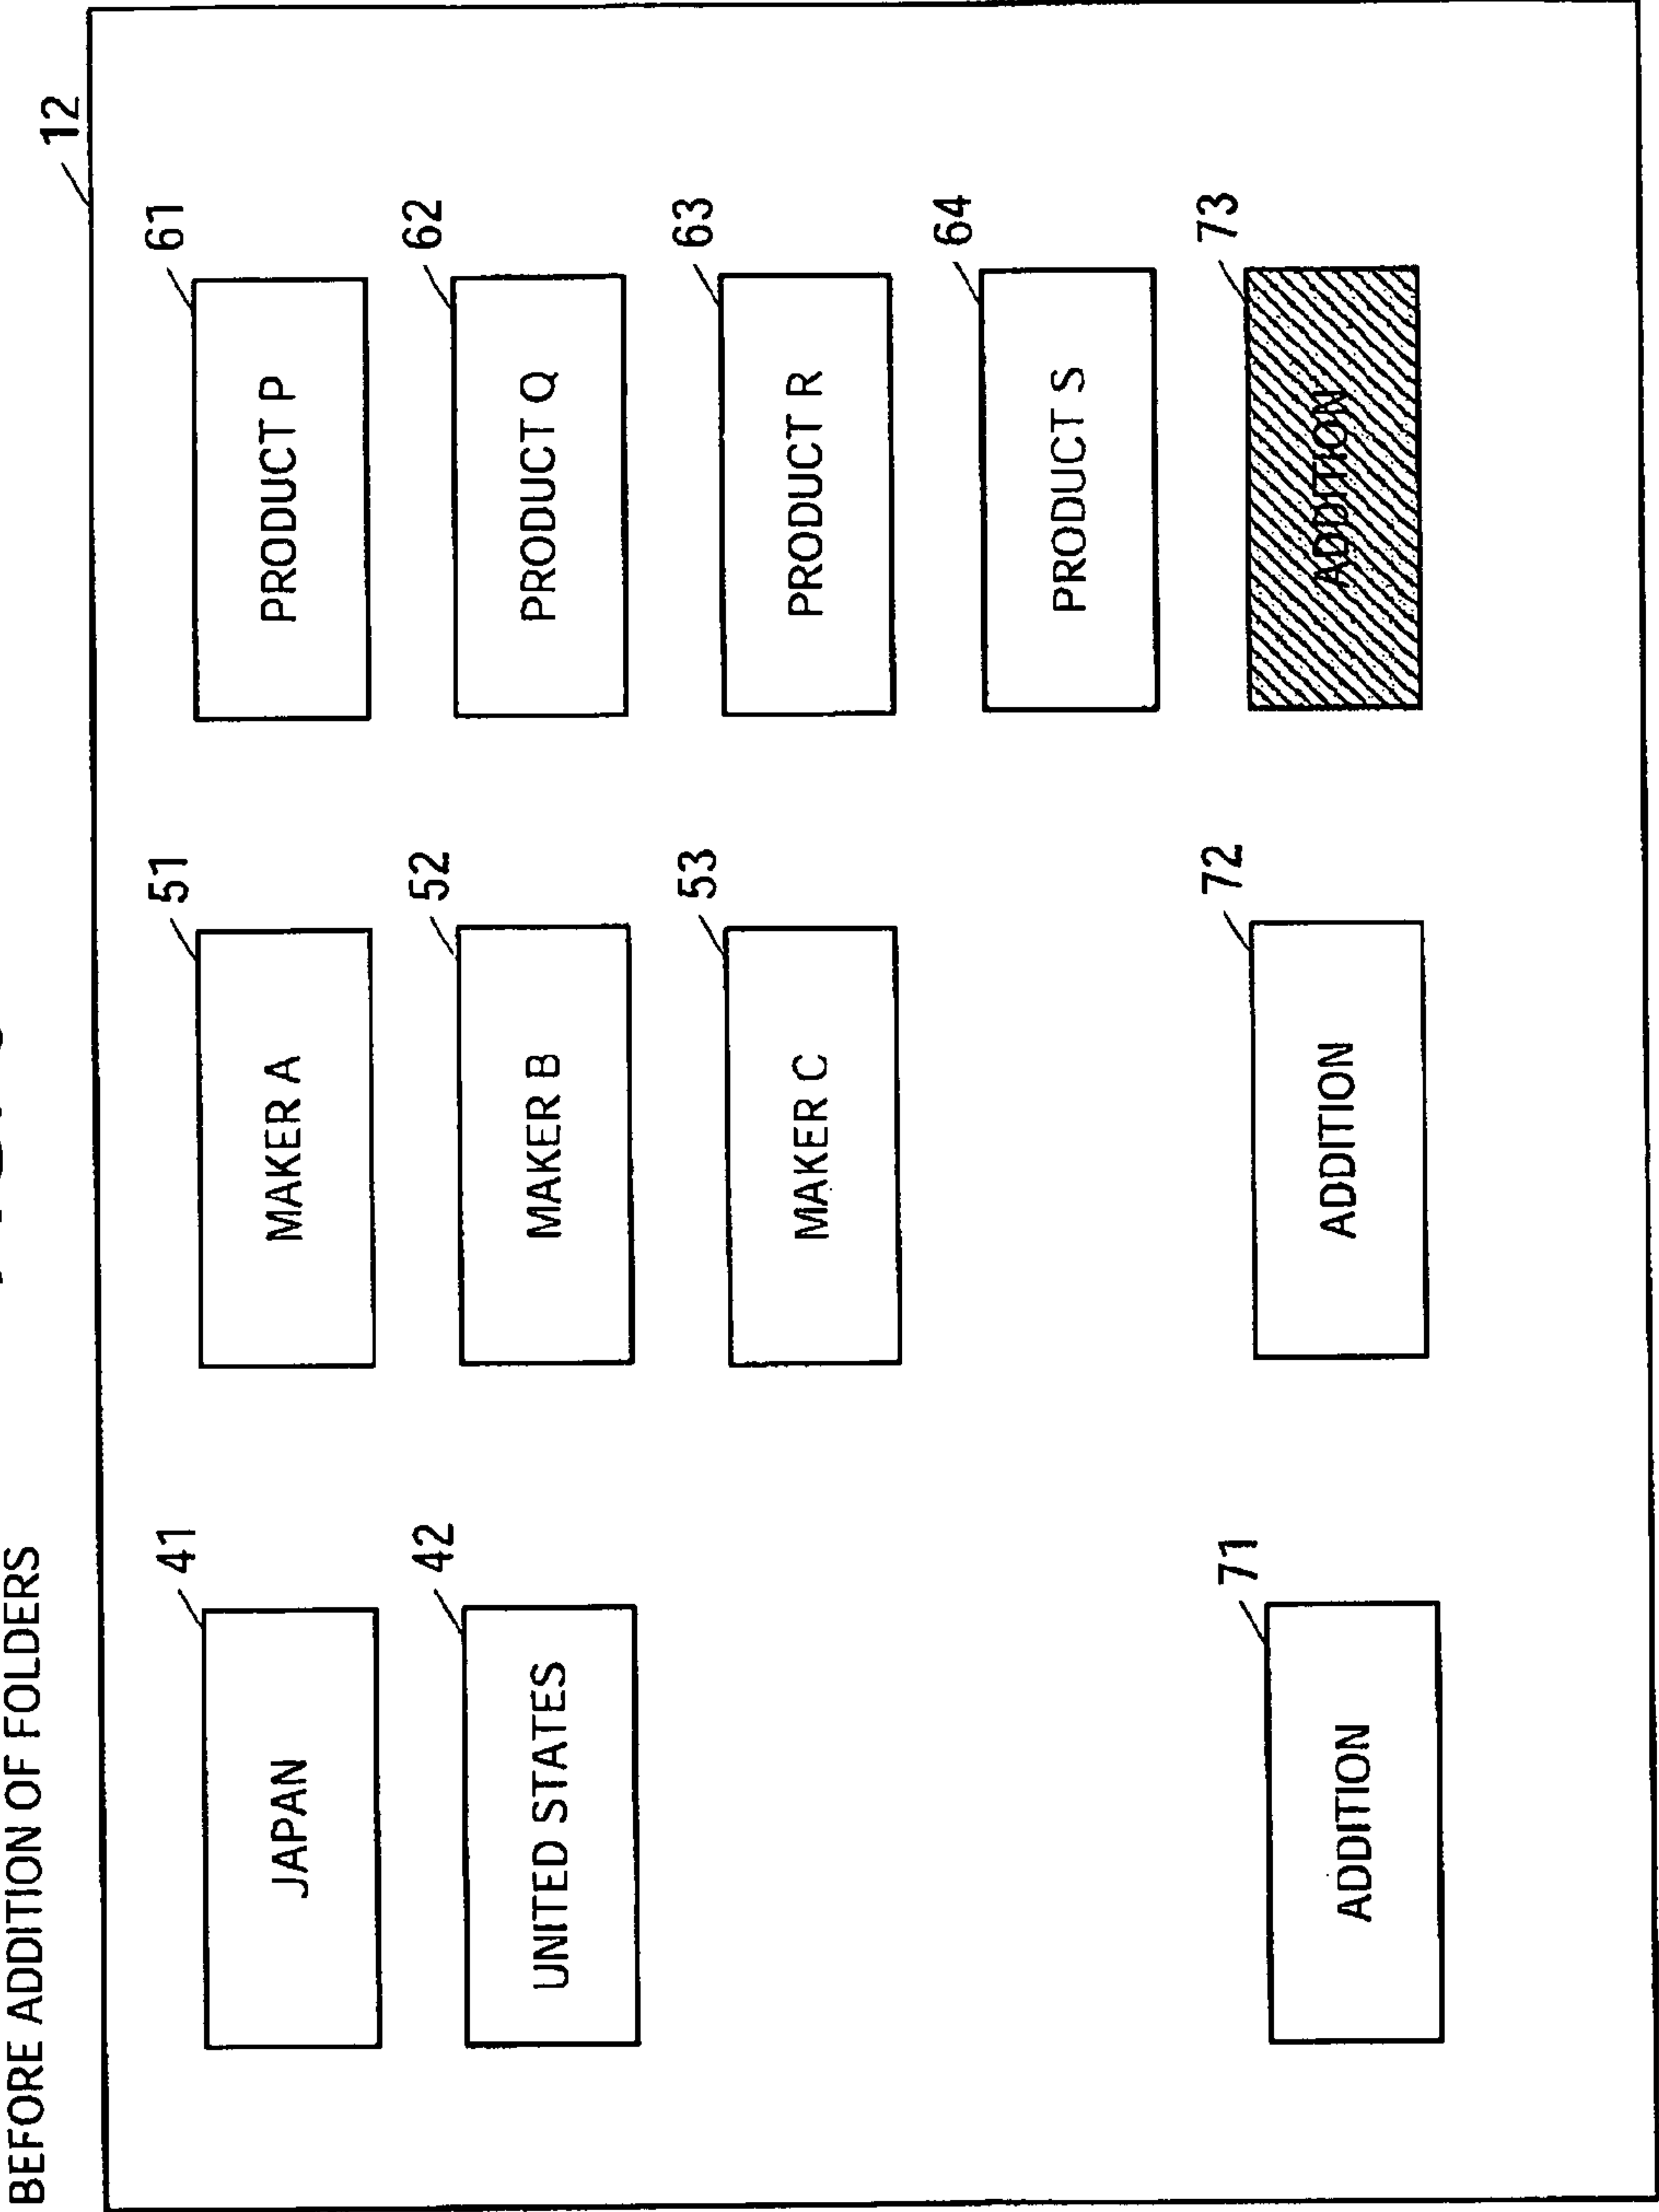 BEFORE ADDITION OF FOLDERS
12
41
JAPAN
51
MAKER A
61
PRODUCT P
42
UNITED STATES
52
MAKER B
62
PRODUCT Q
53
MAKER C
63
PRODUCT R
64
PRODUCT S
71
ADDITION
72
ADDITION
73
ADDITION